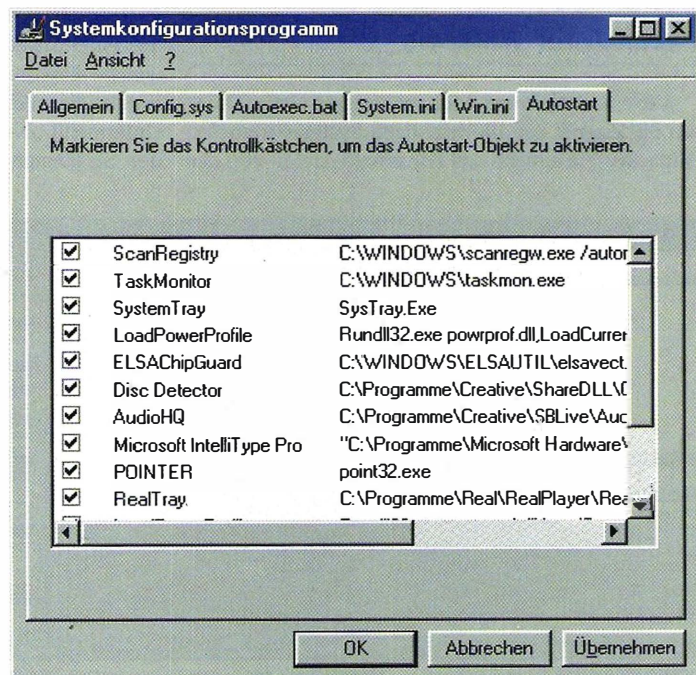 Systemkonfigurationsprogramm
Datei Ansicht ?
Allgemein Config.sys Autoexec.bat System.ini Win.ini Autostart
Markieren Sie das Kontrollkästchen, um das Autostart-Objekt zu aktivieren.
ScanRegistry C:\WINDOWS\scanregw.exe /autor
TaskMonitor C:\WINDOWS\taskmon.exe
SystemTray SysTray.Exe
LoadPowerProfile Rundll32.exe powrprof.dll,LoadCurrer
ELSAChipGuard C:\WINDOWS\ELSAUTIL\elsavect.
Disc Detector C:\Programme\Creative\ShareDLL\C
AudioHQ C:\Programme\Creative\SBLive\Auc
Microsoft IntelliType Pro "C:\Programme\Microsoft Hardware\
POINTER point32.exe
RealTray. C:\Programme\Real\RealPlayer\Rea
OK Abbrechen Übernehmen